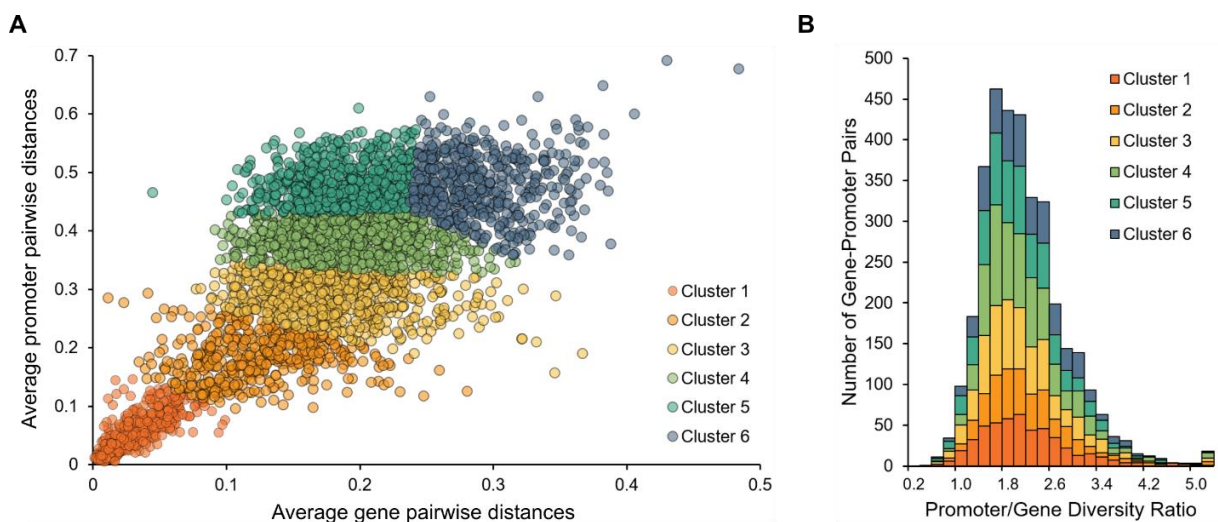 A
Average promoter pairwise distances
0.7
0.6
0.5
0.4
0.3
0.2
0.1
0
0
0.1
0.2
0.3
0.4
0.5
Average gene pairwise distances
Cluster 1
Cluster 2
Cluster 3
Cluster 4
Cluster 5
Cluster 6
B
Number of Gene-Promoter Pairs
500
450
400
350
300
250
200
150
100
50
0
0.2
1.0
1.8
2.6
3.4
4.2
5.0
Promoter/Gene Diversity Ratio
Cluster 1
Cluster 2
Cluster 3
Cluster 4
Cluster 5
Cluster 6